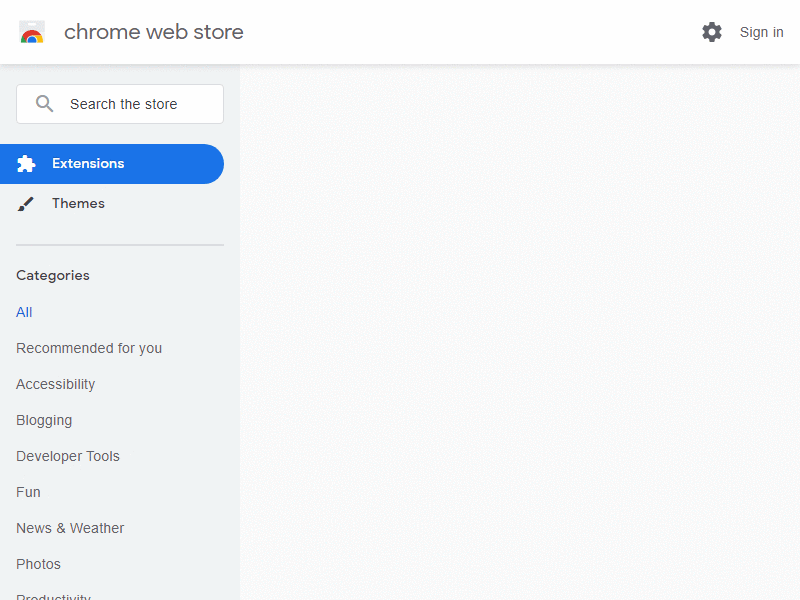 chrome web store
Sign in
Search the store
Extensions
Themes
Categories
All
Recommended for you
Accessibility
Blogging
Developer Tools
Fun
News & Weather
Photos
Productivity